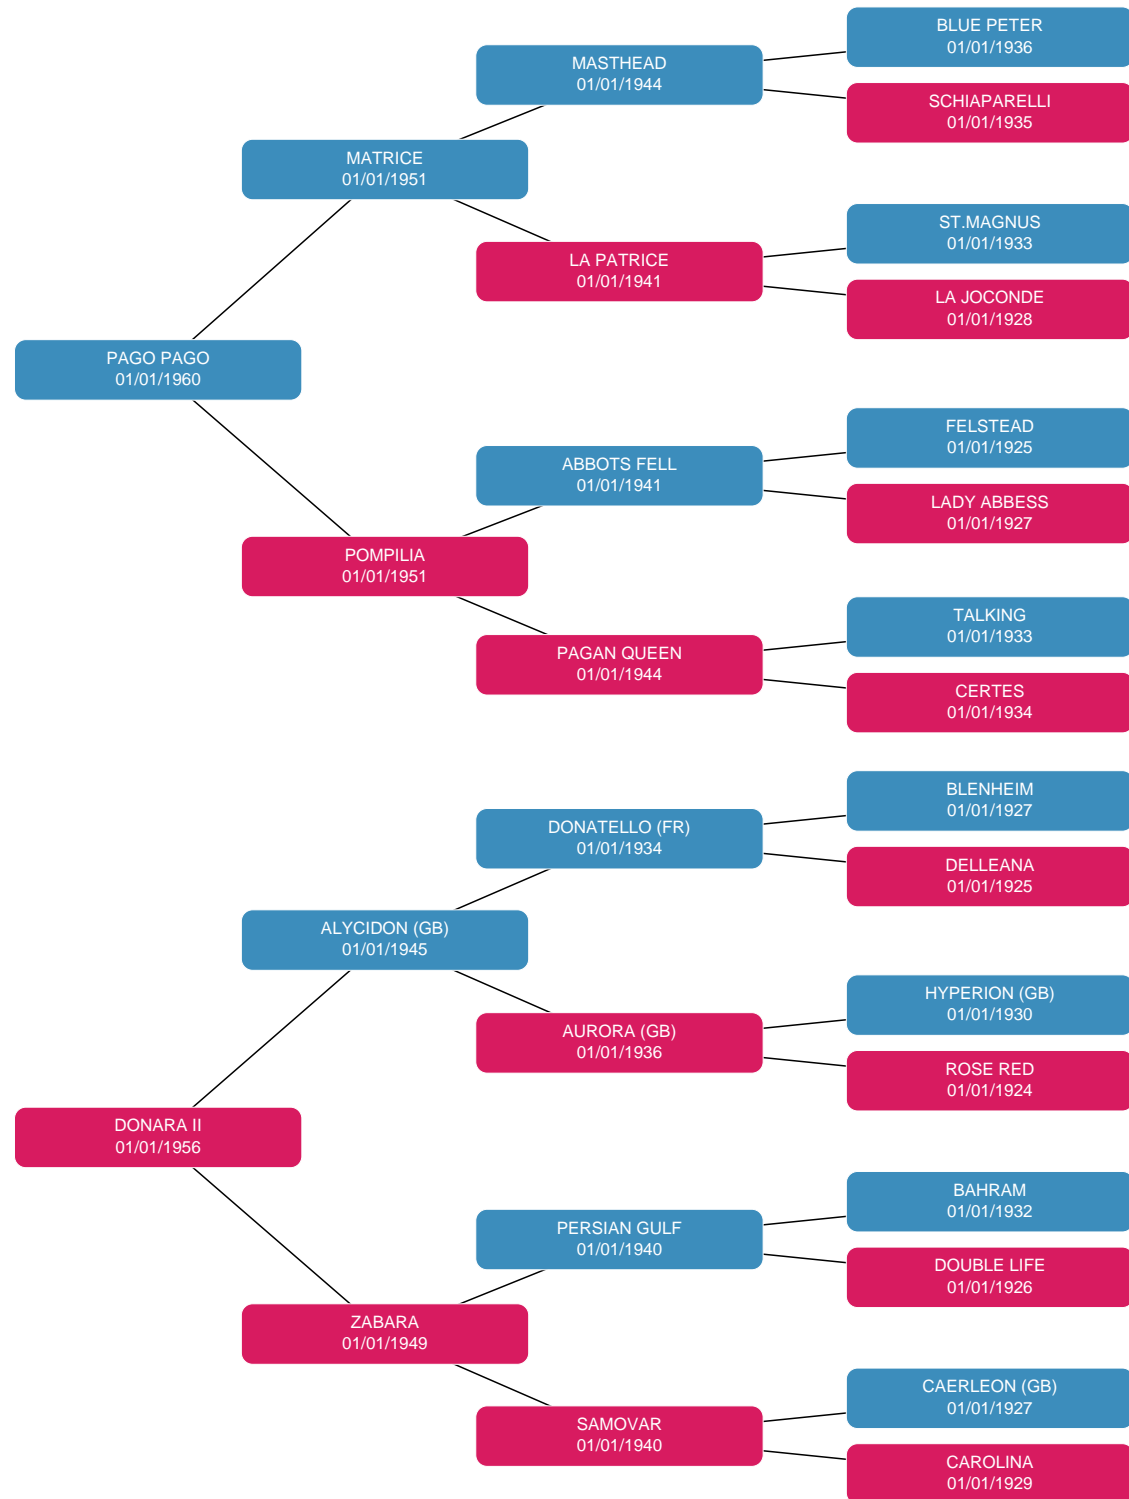 BLUE PETER
01/01/1936
MASTHEAD
01/01/1944
SCHIAPARELLI
01/01/1935
MATRICE
01/01/1951
ST.MAGNUS
01/01/1933
LA PATRICE
01/01/1941
LA JOCONDE
01/01/1928
PAGO PAGO
01/01/1960
FELSTEAD
01/01/1925
ABBOTS FELL
01/01/1941
LADY ABBESS
01/01/1927
POMPILIA
01/01/1951
TALKING
01/01/1933
PAGAN QUEEN
01/01/1944
CERTES
01/01/1934
BLENHEIM
01/01/1927
DONATELLO (FR)
01/01/1934
DELLEANA
01/01/1925
ALYCIDON (GB)
01/01/1945
HYPERION (GB)
01/01/1930
AURORA (GB)
01/01/1936
ROSE RED
01/01/1924
DONARA II
01/01/1956
BAHRAM
01/01/1932
PERSIAN GULF
01/01/1940
DOUBLE LIFE
01/01/1926
ZABARA
01/01/1949
CAERLEON (GB)
01/01/1927
SAMOVAR
01/01/1940
CAROLINA
01/01/1929